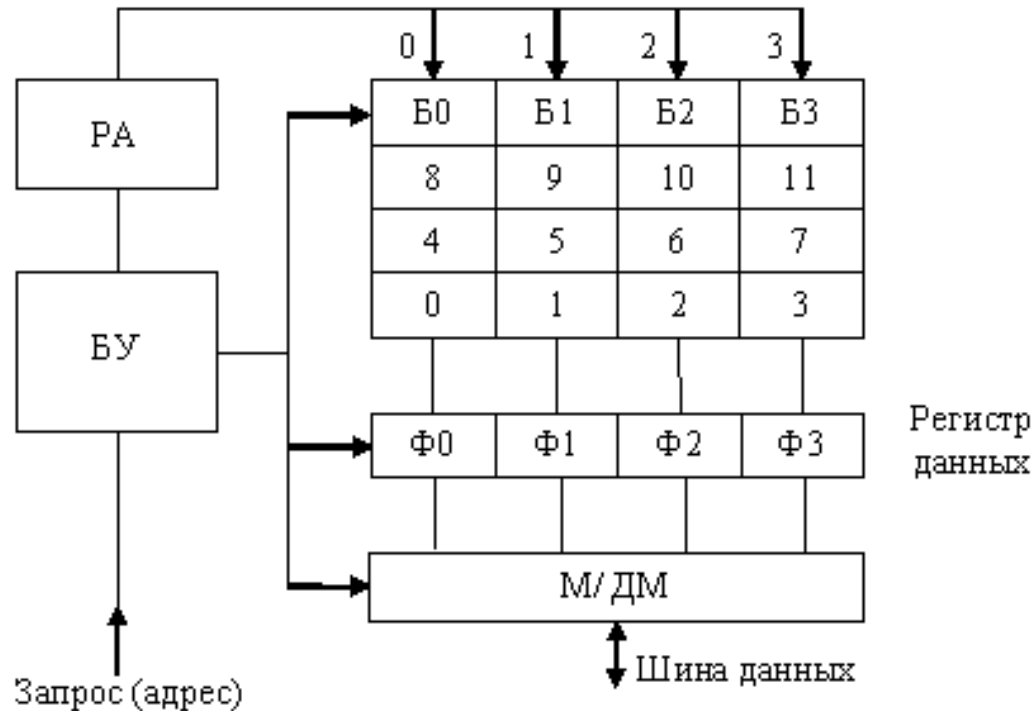 0 1 2 3
РА
Б0 Б1 Б2 Б3
8 9 10 11
4 5 6 7
0 1 2 3
БУ
Ф0 Ф1 Ф2 Ф3
Регистр
данных
М/ДМ
Шина данных
Запрос (адрес)